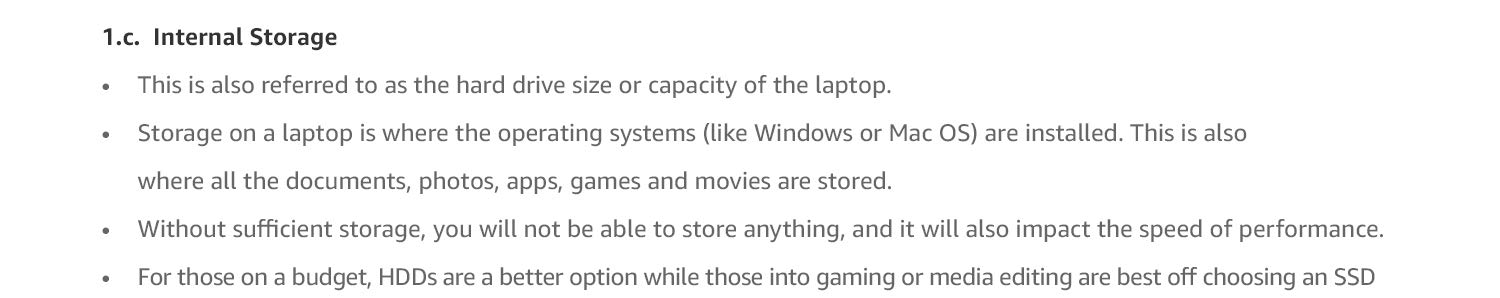 1.c. Internal Storage
• This is also referred to as the hard drive size or capacity of the laptop.
• Storage on a laptop is where the operating systems (like Windows or Mac OS) are installed. This is also
where all the documents, photos, apps, games and movies are stored.
• Without sufficient storage, you will not be able to store anything, and it will also impact the speed of performance.
• For those on a budget, HDDs are a better option while those into gaming or media editing are best off choosing an SSD